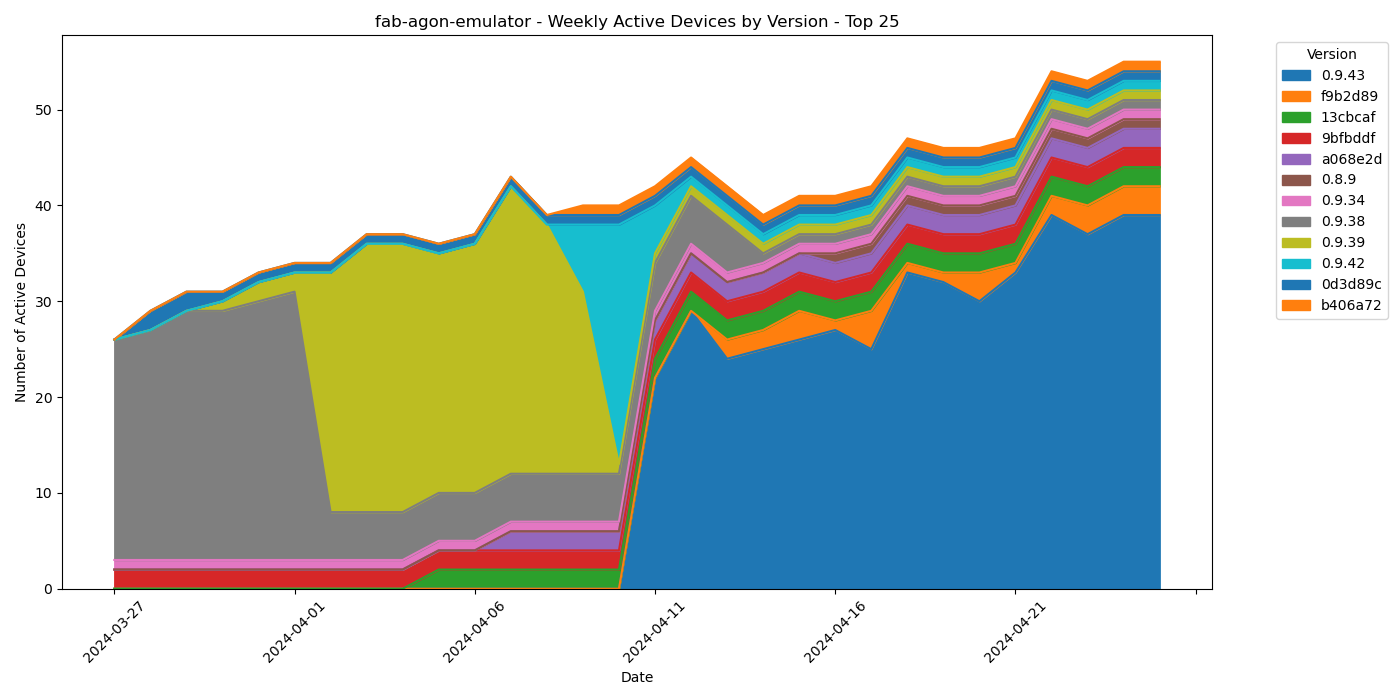 fab-agon-emulator - Weekly Active Devices by Version - Top 25
Number of Active Devices
50
40
30
20
10
0
2024-03-27
2024-04-01
2024-04-06
2024-04-11
2024-04-16
2024-04-21
Date
Version
0.9.43
f9b2d89
13cbcaf
9bfbddf
a068e2d
0.8.9
0.9.34
0.9.38
0.9.39
0.9.42
0d3d89c
b406a72